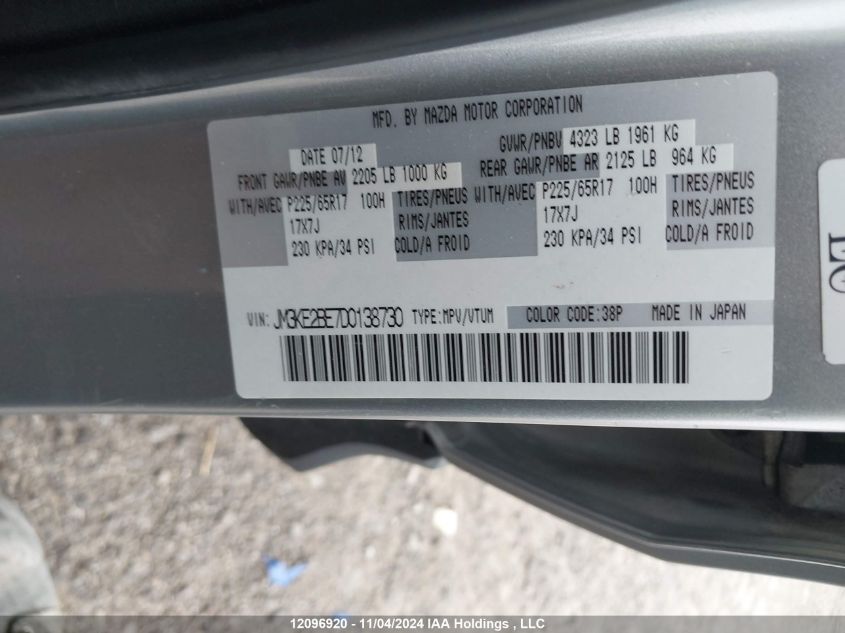 MFD. BY MAZDA MOTOR CORPORATION
DATE 07/12 GVWR/PNBV 4323 LB 1961 KG
FRONT GAWR/PNBE AV 2205 LB 1000 KG REAR GAWR/PNBE AR 2125 LB 964 KG
WITH/AVEC P225/65R17 100H TIRES/PNEUS WITH/AVEC P225/65R17 100H TIRES/PNEUS
17X7J RIMS/JANTES 17X7J RIMS/JANTES
230 KPA/34 PSI COLD/A FROID 230 KPA/34 PSI COLD/A FROID
VIN: JM3KE2BE7D0138730 TYPE:MPV/VTUM COLOR CODE:38P MADE IN JAPAN
12096920 - 11/04/2024 IAA Holdings , LLC